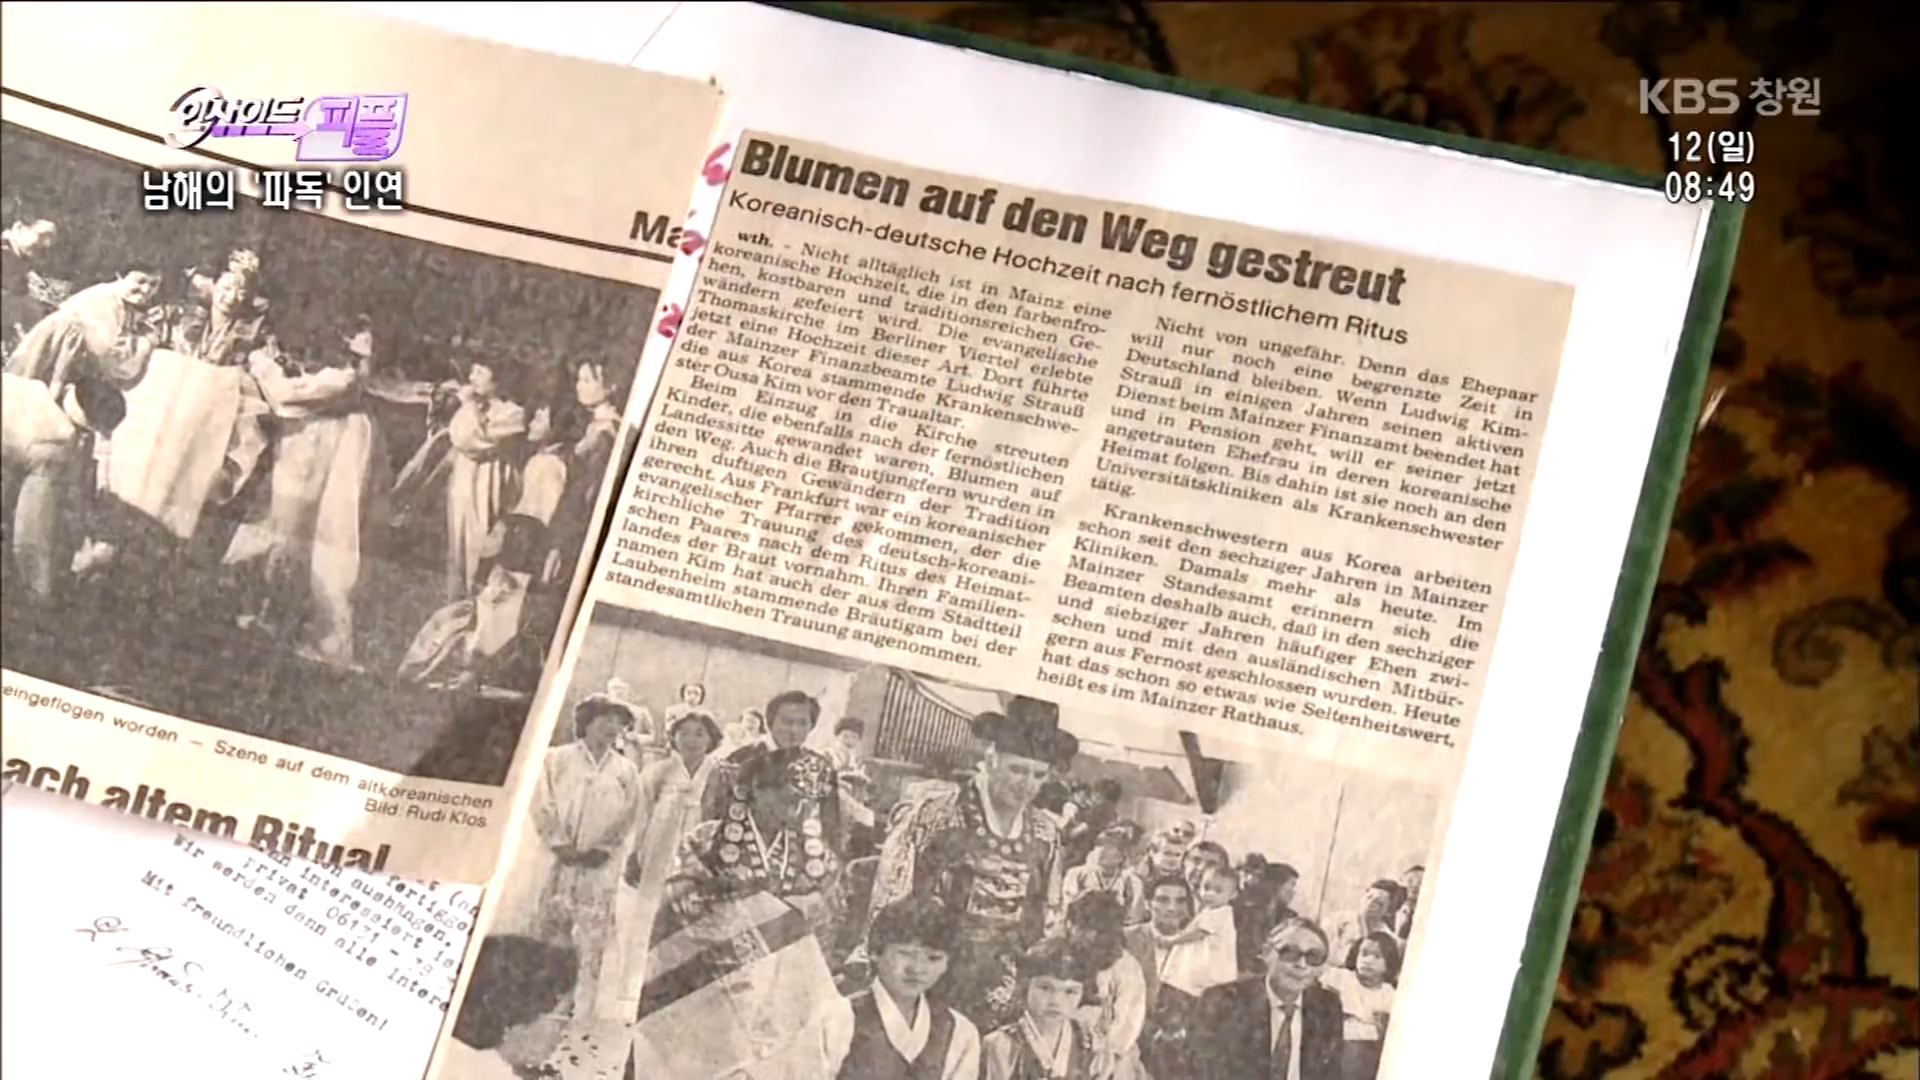 인사이드 피플
남해의 '파독' 인연
KBS 창원
12(일)
08:49
Blumen auf den Weg gestreut
Koreanisch-deutsche Hochzeit nach fernöstlichem Ritus
wth. - Nicht alltäglich ist in Mainz eine
koreanische Hochzeit, die in den farbenfro-
hen, kostbaren und traditionsreichen Ge-
wändern gefeiert wird. Die evangelische
Thomaskirche im Berliner Viertel erlebte
jetzt eine Hochzeit dieser Art. Dort führte
der Mainzer Finanzbeamte Ludwig Strauß
die aus Korea stammende Krankenschwe-
ster Ousa Kim vor den Traualtar.
Beim Einzug in die Kirche streuten
Kinder, die ebenfalls nach der fernöstlichen
Landessitte gewandet waren, Blumen auf
den Weg. Auch die Brautjungfern wurden in
ihren duftigen Gewändern der Tradition
gerecht. Aus Frankfurt war ein koreanischer
evangelischer Pfarrer gekommen, der die
kirchliche Trauung des deutsch-koreani-
schen Paares nach dem Ritus des Heimat-
landes der Braut vornahm. Ihren Familien-
namen Kim hat auch der aus dem Stadtteil
Laubenheim stammende Bräutigam bei der
standesamtlichen Trauung angenommen.
Nicht von ungefähr. Denn das Ehepaar
will nur noch eine begrenzte Zeit in
Deutschland bleiben. Wenn Ludwig Kim-
Strauß in einigen Jahren seinen aktiven
Dienst beim Mainzer Finanzamt beendet hat
und in Pension geht, will er seiner jetzt
angetrauten Ehefrau in deren koreanische
Heimat folgen. Bis dahin ist sie noch an den
Universitätskliniken als Krankenschwester
tätig.
Krankenschwestern aus Korea arbeiten
schon seit den sechziger Jahren in Mainzer
Kliniken. Damals mehr als heute. Im
Mainzer Standesamt erinnern sich die
Beamten deshalb auch, daß in den sechziger
und siebziger Jahren häufiger Ehen zwi-
schen und mit den ausländischen Mitbür-
gern aus Fernost geschlossen wurden. Heute
hat das schon so etwas wie Seltenheitswert,
heißt es im Mainzer Rathaus.
eingeflogen worden – Szene auf dem altkoreanischen
Bild: Rudi Klos
ach altem Ritual
aushängen.
interessiert
privat 06171
Wir werden dann alle
Mit freundlichen Grüßen!